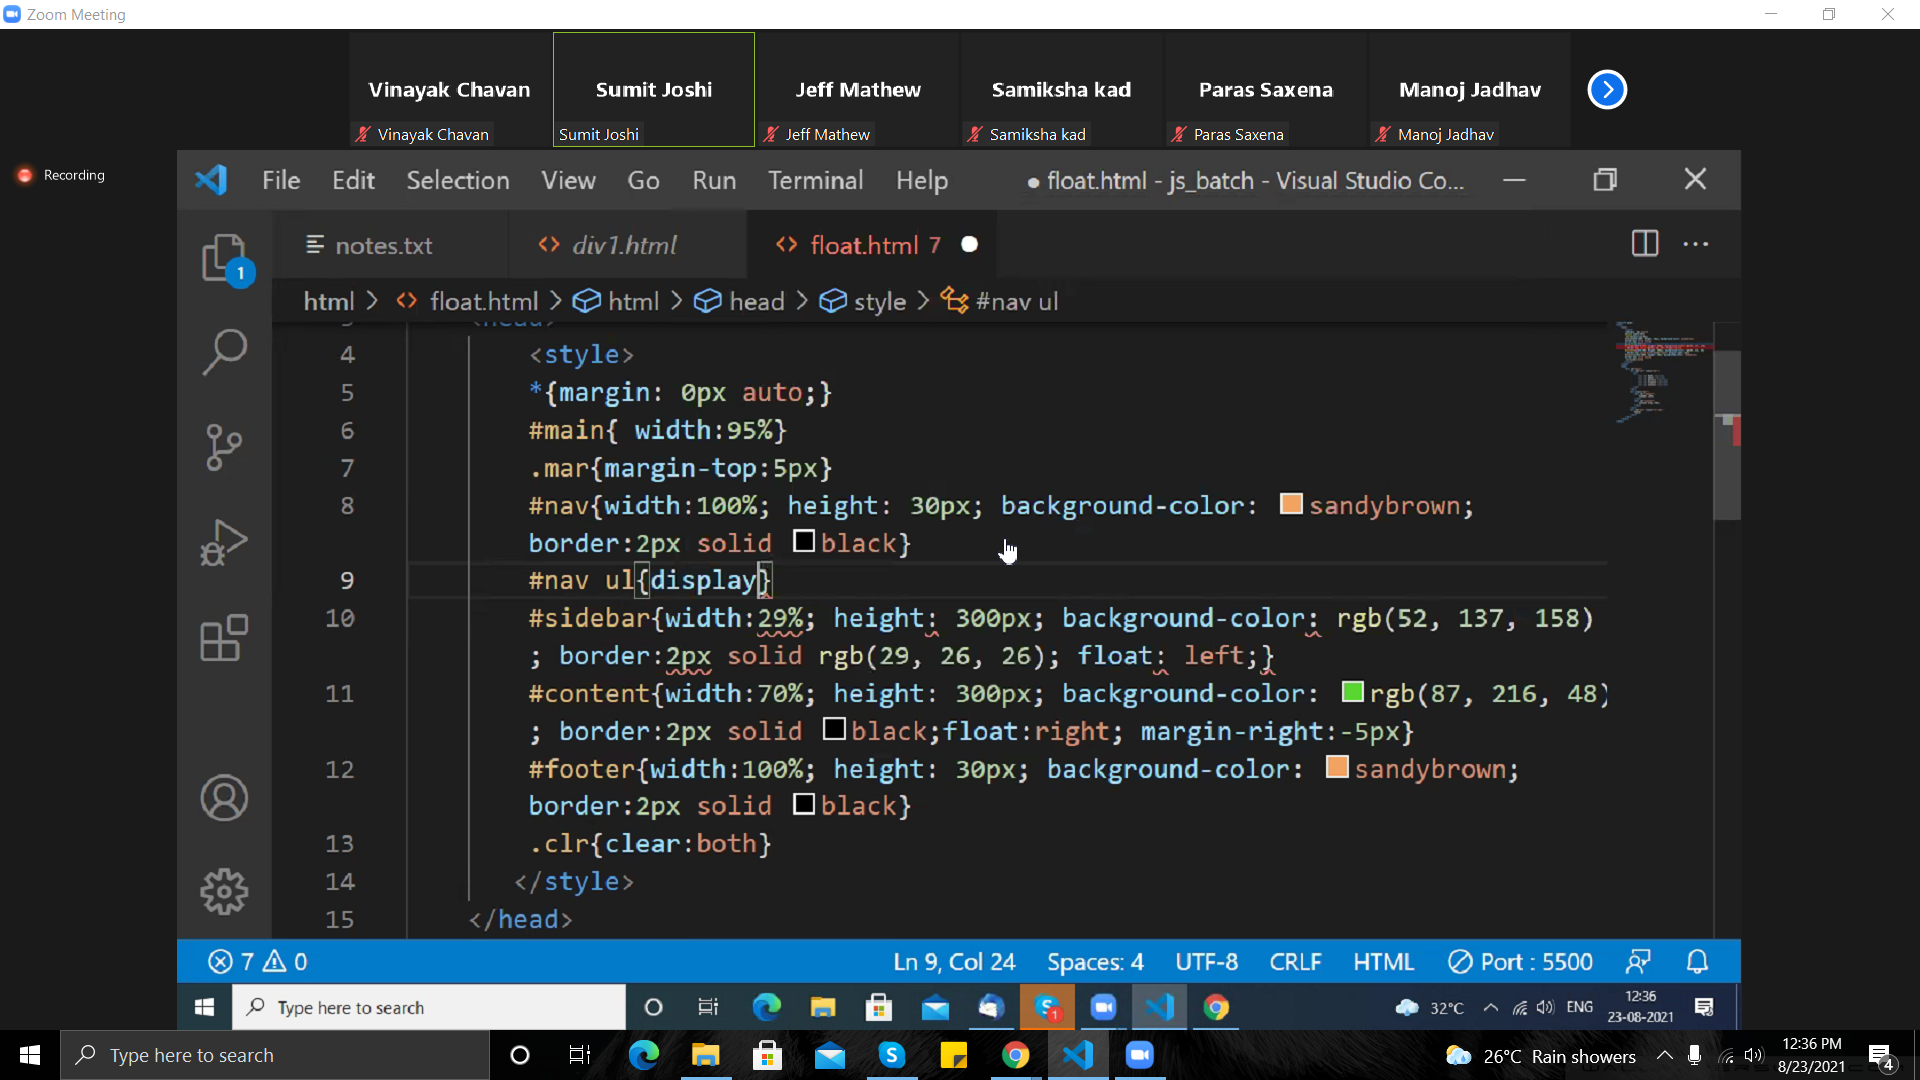 Zoom Meeting
Vinayak Chavan Sumit Joshi Jeff Mathew Samiksha kad Paras Saxena Manoj Jadhav
Vinayak Chavan Sumit Joshi Jeff Mathew Samiksha kad Paras Saxena Manoj Jadhav
Recording
File Edit Selection View Go Run Terminal Help ● float.html - js_batch - Visual Studio Co...
notes.txt div1.html float.html 7
1
html > float.html > html > head > style > #nav ul
3 <head>
4 <style>
5 *{margin: 0px auto;}
6 #main{ width:95%}
7 .mar{margin-top:5px}
8 #nav{width:100%; height: 30px; background-color: sandybrown;
border:2px solid black}
9 #nav ul{display}
10 #sidebar{width:29%; height: 300px; background-color: rgb(52, 137, 158)
; border:2px solid rgb(29, 26, 26); float: left;}
11 #content{width:70%; height: 300px; background-color: rgb(87, 216, 48)
; border:2px solid black;float:right; margin-right:-5px}
12 #footer{width:100%; height: 30px; background-color: sandybrown;
border:2px solid black}
13 .clr{clear:both}
14 </style>
15 </head>
7 0 Ln 9, Col 24 Spaces: 4 UTF-8 CRLF HTML Port : 5500
Type here to search 1 32°C ENG 12:36
23-08-2021
Type here to search 26°C Rain showers 12:36 PM
8/23/2021 4